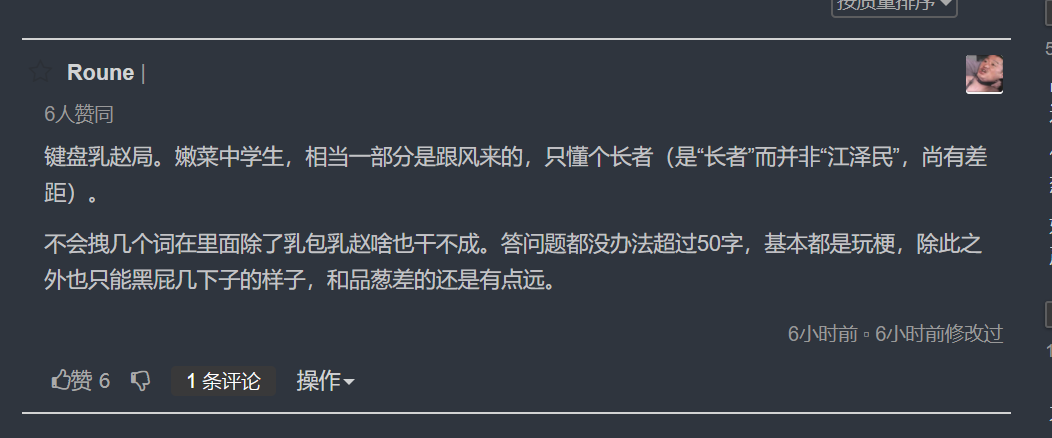 按质量排序
Roune |
6人赞同
键盘乳赵局。嫩菜中学生，相当一部分是跟风来的，只懂个长者（是“长者”而并非“江泽民”，尚有差
距）。
不会拽几个词在里面除了乳包乳赵啥也干不成。答问题都没办法超过50字，基本都是玩梗，除此之
外也只能黑屁几下子的样子，和品葱差的还是有点远。
6小时前 ▫ 6小时前修改过
赞 6 1 条评论 操作